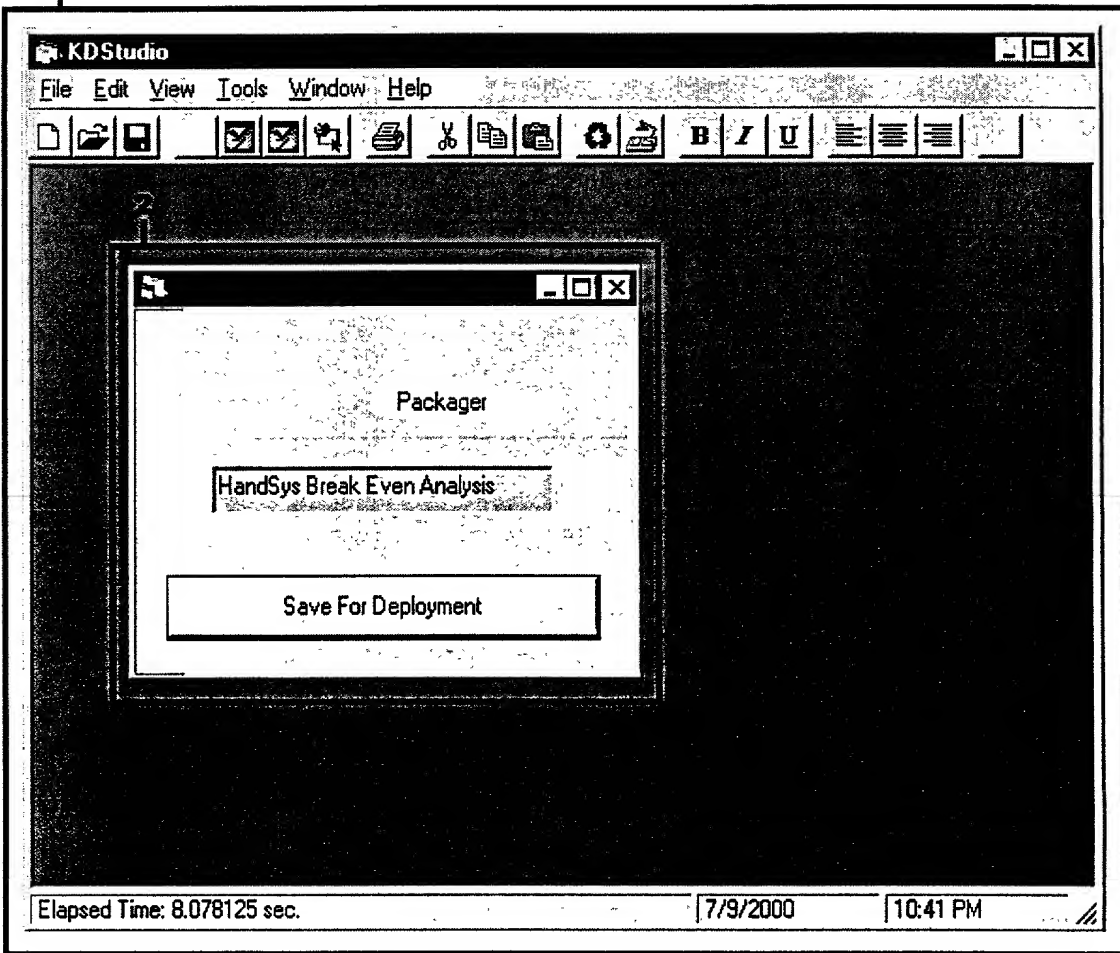 KDStudio
File Edit View Tools Window Help
B I U
2
Packager
HandSys Break Even Analysis
Save For Deployment
Elapsed Time: 8.078125 sec. 7/9/2000 10:41 PM